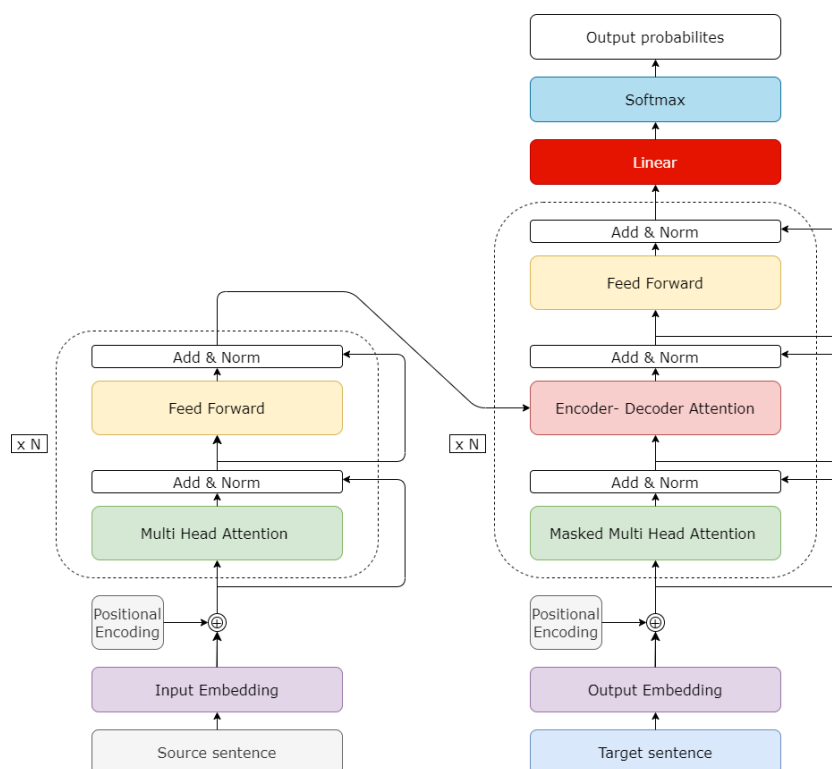 Output probabilites
Softmax
Linear
Add & Norm
Feed Forward
Add & Norm
Encoder- Decoder Attention
x N
Add & Norm
Masked Multi Head Attention
Positional
Encoding
Output Embedding
Target sentence
Add & Norm
Feed Forward
x N
Add & Norm
Multi Head Attention
Positional
Encoding
Input Embedding
Source sentence